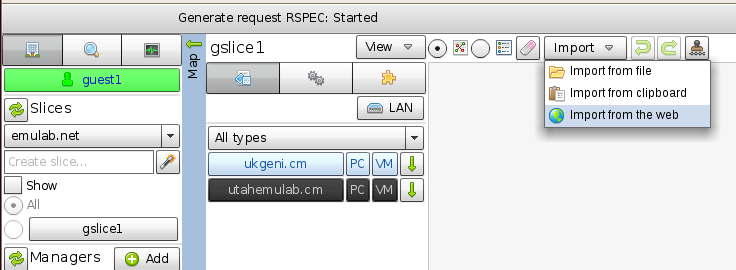 Generate request RSPEC: Started
guest1
Slices
emulab.net
Create slice...
Show
All
gslice1
Managers
Add
Map
gslice1
View
Import
LAN
All types
ukgeni.cm PC VM
utahemulab.cm PC VM
Import from file
Import from clipboard
Import from the web